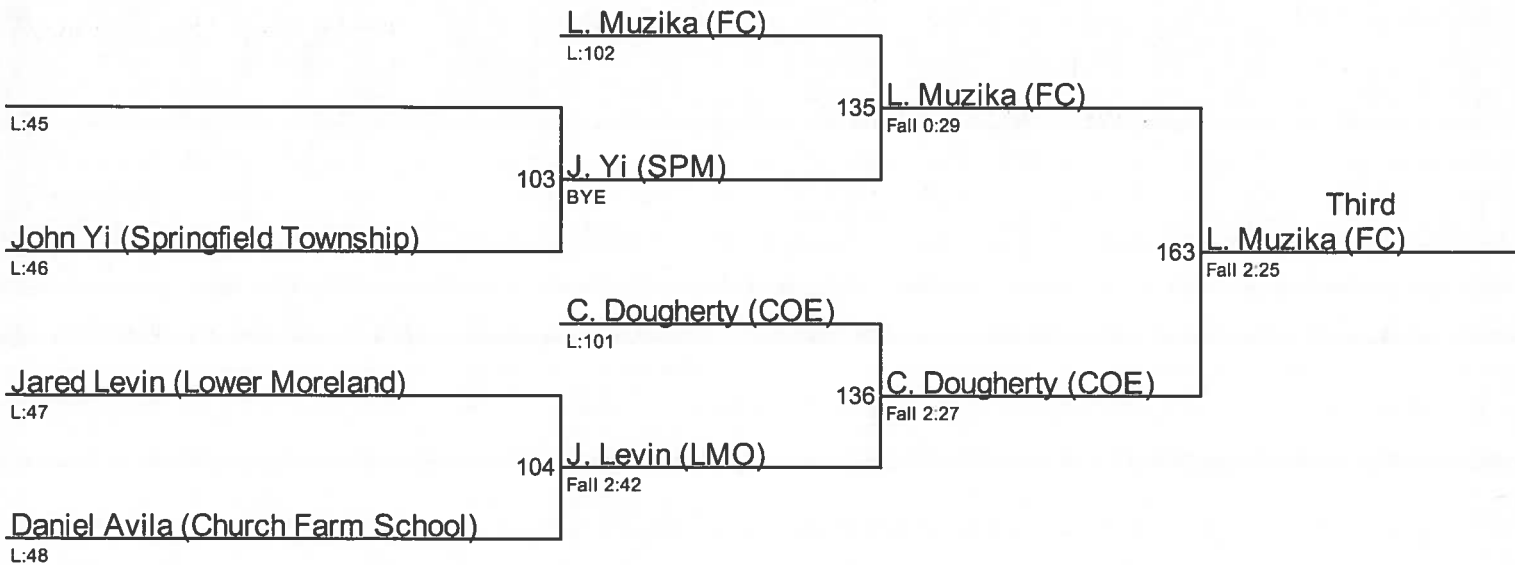 L. Muzika (FC)
L:102
L:45
135 L. Muzika (FC)
Fall 0:29
103 J. Yi (SPM)
BYE
John Yi (Springfield Township)
L:46
Third
163 L. Muzika (FC)
Fall 2:25
C. Dougherty (COE)
L:101
Jared Levin (Lower Moreland)
L:47
136 C. Dougherty (COE)
Fall 2:27
104 J. Levin (LMO)
Fall 2:42
Daniel Avila (Church Farm School)
L:48